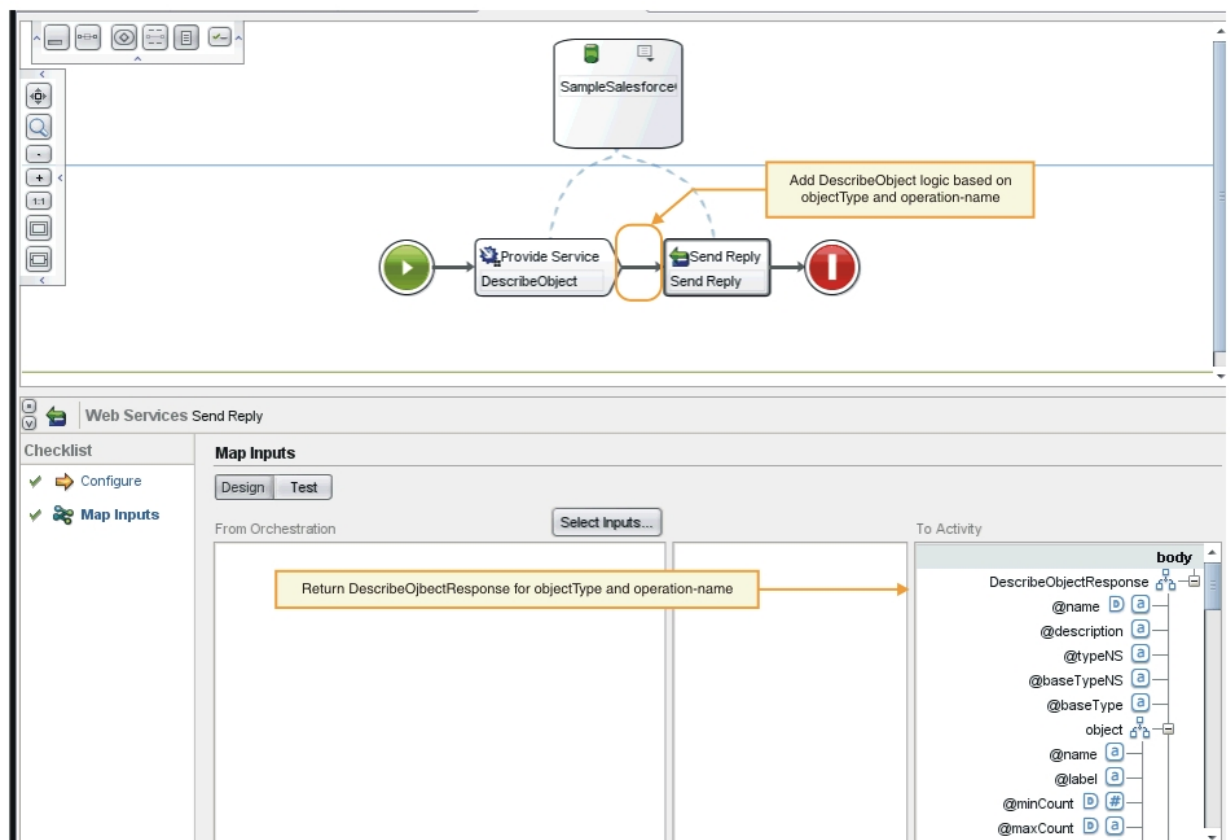 SampleSalesforce
Add DescribeObject logic based on
objectType and operation-name
-
+
1:1
Provide Service
DescribeObject
Send Reply
Send Reply
Web Services Send Reply
Checklist
Configure
Map Inputs
Map Inputs
Design
Test
From Orchestration
Select Inputs...
To Activity
Return DescribeOjbectResponse for objectType and operation-name
body
DescribeObjectResponse
@name D a
@description a
@typeNS a
@baseTypeNS a
@baseType a
object
@name a
@label a
@minCount D #
@maxCount D a